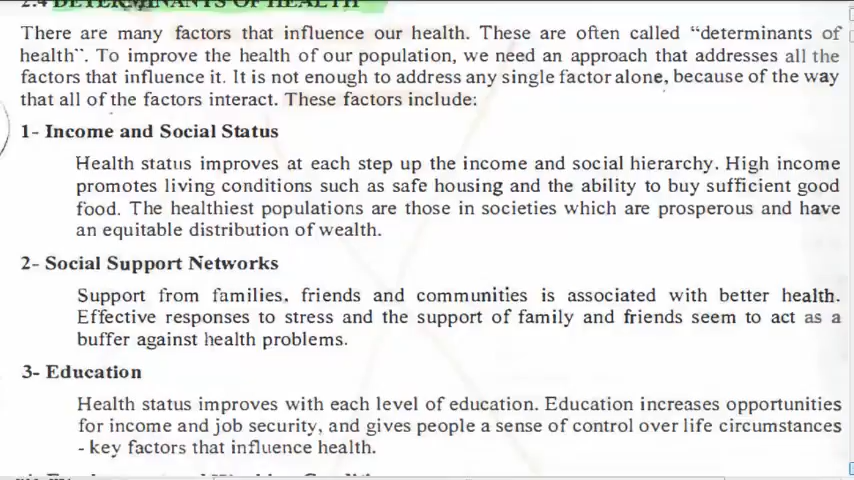 2.4 DETERMINANTS OF HEALTH
There are many factors that influence our health. These are often called “determinants of
health”. To improve the health of our population, we need an approach that addresses all the
factors that influence it. It is not enough to address any single factor alone, because of the way
that all of the factors interact. These factors include:
1- Income and Social Status
Health status improves at each step up the income and social hierarchy. High income
promotes living conditions such as safe housing and the ability to buy sufficient good
food. The healthiest populations are those in societies which are prosperous and have
an equitable distribution of wealth.
2- Social Support Networks
Support from families, friends and communities is associated with better health.
Effective responses to stress and the support of family and friends seem to act as a
buffer against health problems.
3- Education
Health status improves with each level of education. Education increases opportunities
for income and job security, and gives people a sense of control over life circumstances
- key factors that influence health.